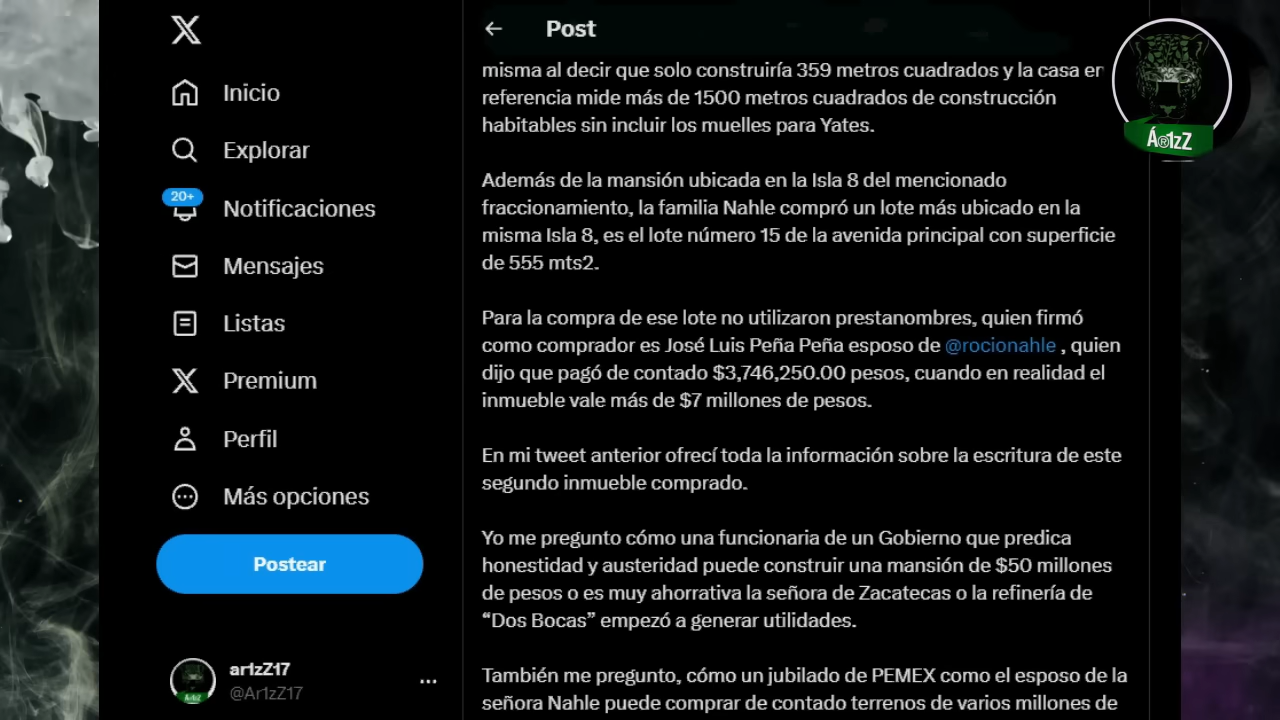 Post
misma al decir que solo construiría 359 metros cuadrados y la casa en
referencia mide más de 1500 metros cuadrados de construcción
habitables sin incluir los muelles para Yates.
Además de la mansión ubicada en la Isla 8 del mencionado
fraccionamiento, la familia Nahle compró un lote más ubicado en la
misma Isla 8, es el lote número 15 de la avenida principal con superficie
de 555 mts2.
Para la compra de ese lote no utilizaron prestanombres, quien firmó
como comprador es José Luis Peña Peña esposo de @rocionahle , quien
dijo que pagó de contado $3,746,250.00 pesos, cuando en realidad el
inmueble vale más de $7 millones de pesos.
En mi tweet anterior ofrecí toda la información sobre la escritura de este
segundo inmueble comprado.
Yo me pregunto cómo una funcionaria de un Gobierno que predica
honestidad y austeridad puede construir una mansión de $50 millones
de pesos o es muy ahorrativa la señora de Zacatecas o la refinería de
“Dos Bocas” empezó a generar utilidades.
También me pregunto, cómo un jubilado de PEMEX como el esposo de la
señora Nahle puede comprar de contado terrenos de varios millones de
Inicio
Explorar
20+
Notificaciones
Mensajes
Listas
Premium
Perfil
Más opciones
Postear
ar1zZ17
@Ar1zZ17
Á®1zZ